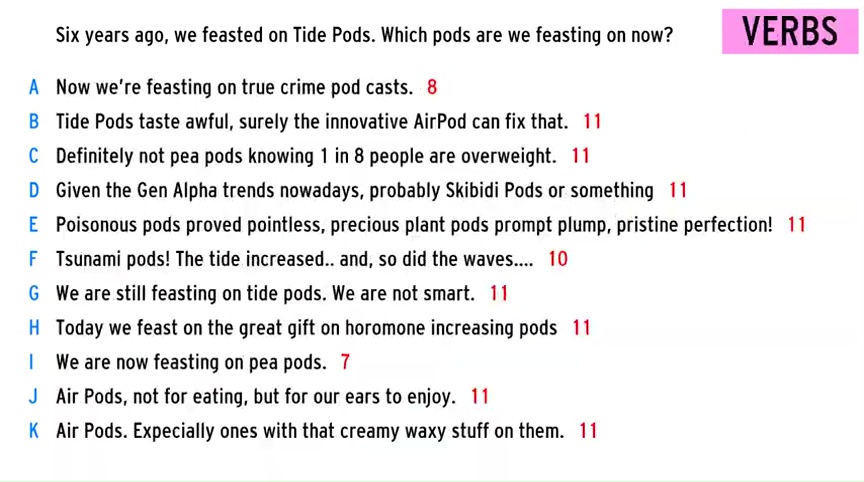 Six years ago, we feasted on Tide Pods. Which pods are we feasting on now?
VERBS
A Now we're feasting on true crime pod casts. 8
B Tide Pods taste awful, surely the innovative AirPod can fix that. 11
C Definitely not pea pods knowing 1 in 8 people are overweight. 11
D Given the Gen Alpha trends nowadays, probably Skibidi Pods or something 11
E Poisonous pods proved pointless, precious plant pods prompt plump, pristine perfection! 11
F Tsunami pods! The tide increased.. and, so did the waves.... 10
G We are still feasting on tide pods. We are not smart. 11
H Today we feast on the great gift on horomone increasing pods 11
I We are now feasting on pea pods. 7
J Air Pods, not for eating, but for our ears to enjoy. 11
K Air Pods. Expecially ones with that creamy waxy stuff on them. 11